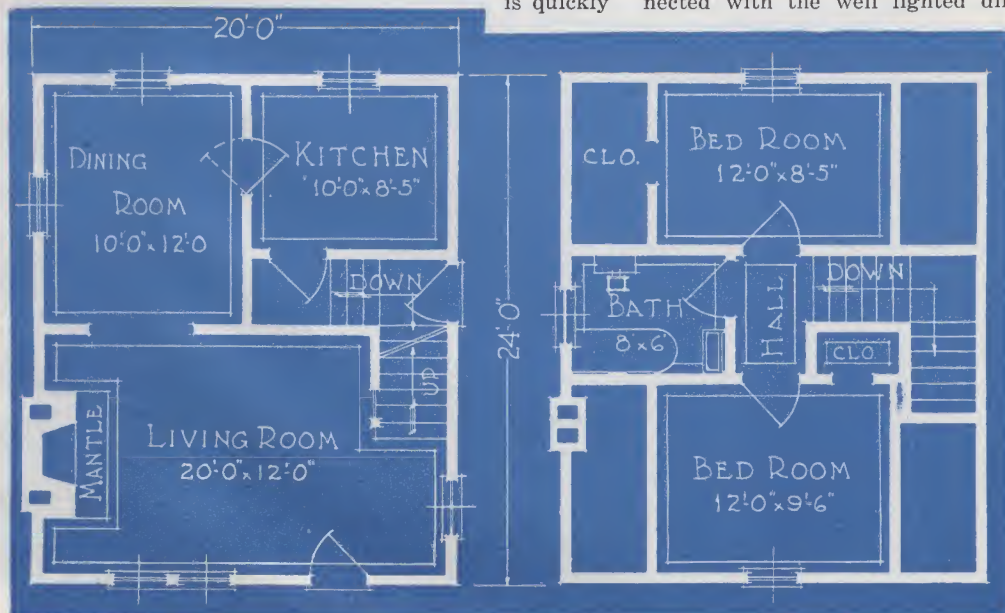 is quickly nected with the well lighted din
20'-0"
DINING
ROOM
10'-0" x 12'-0
KITCHEN
10'-0" x 8'-5"
DOWN
UP
MANTLE
LIVING ROOM
20'-0" x 12'-0"
24'-0"
CLO.
BED ROOM
12'-0" x 8'-5"
BATH
8 x 6'
HALL
DOWN
CLO.
BED ROOM
12'-0" x 9'-6"